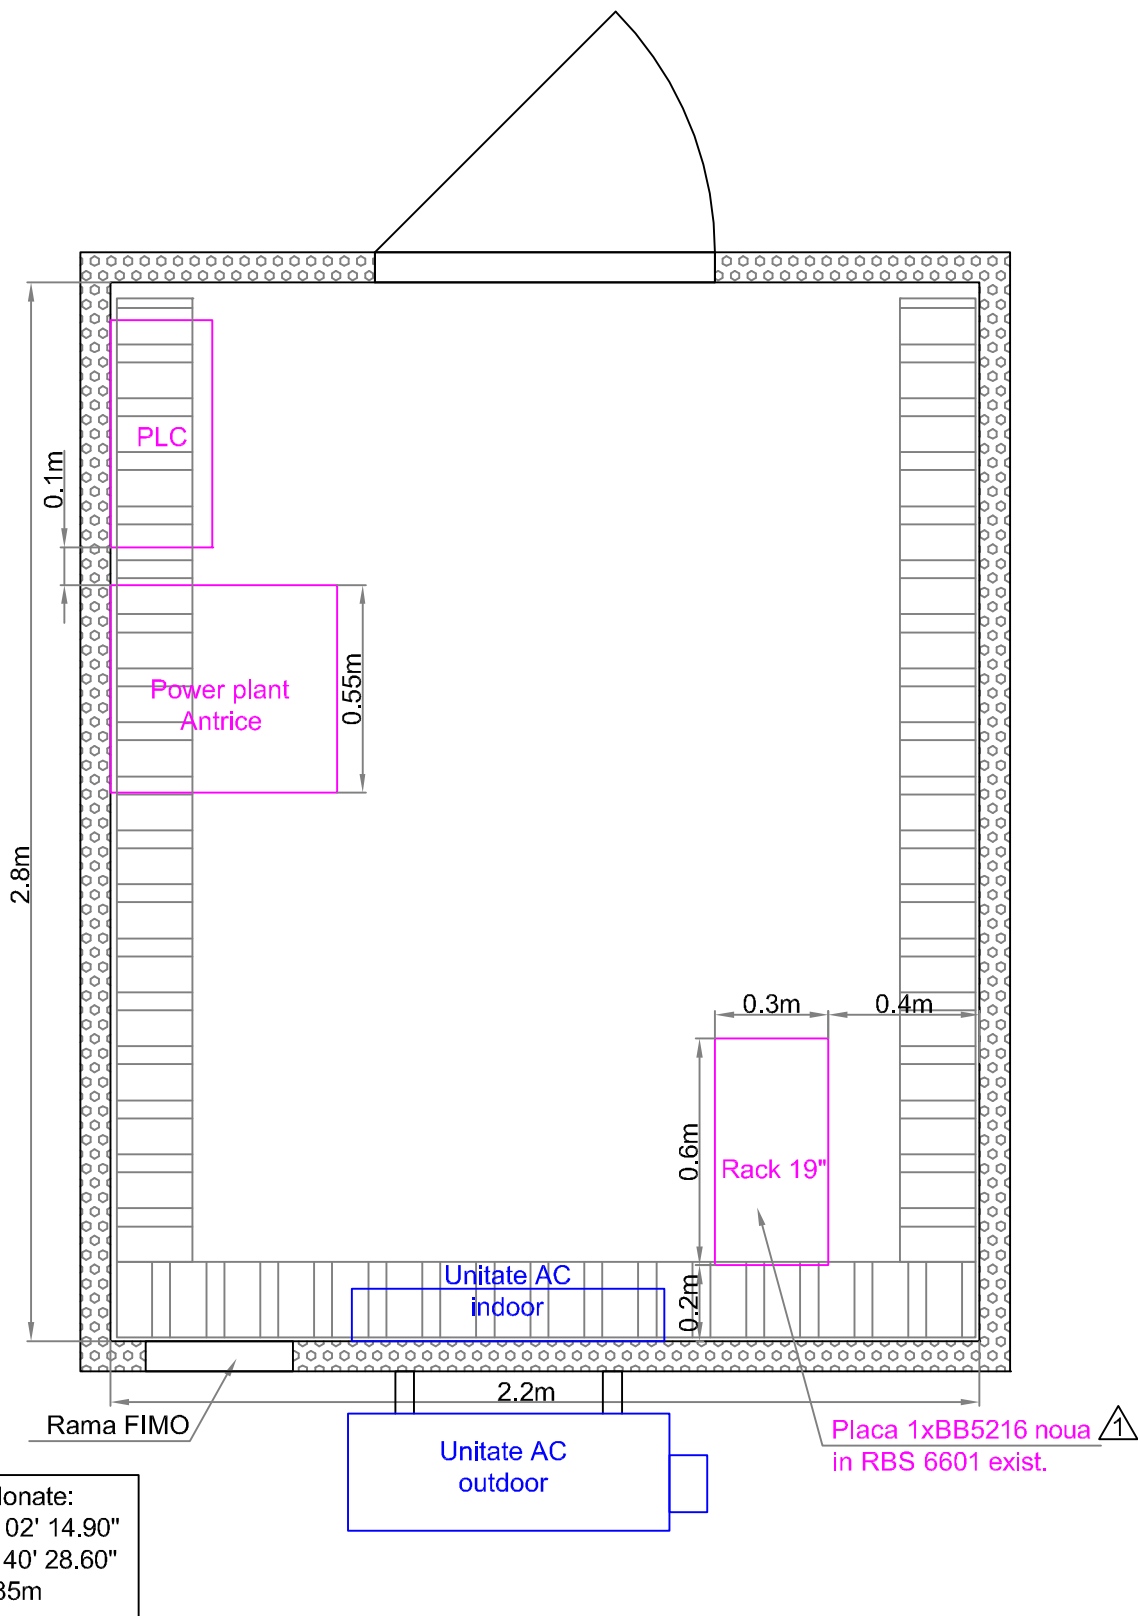 PLC
0.1m
Power plant
Antrice
0.55m
2.8m
0.3m
0.4m
0.6m
Rack 19"
Unitate AC
indoor
0.2m
2.2m
Rama FIMO
Placa 1xBB5216 noua
1
in RBS 6601 exist.
Unitate AC
outdoor
donate:
02' 14.90"
40' 28.60"
35m